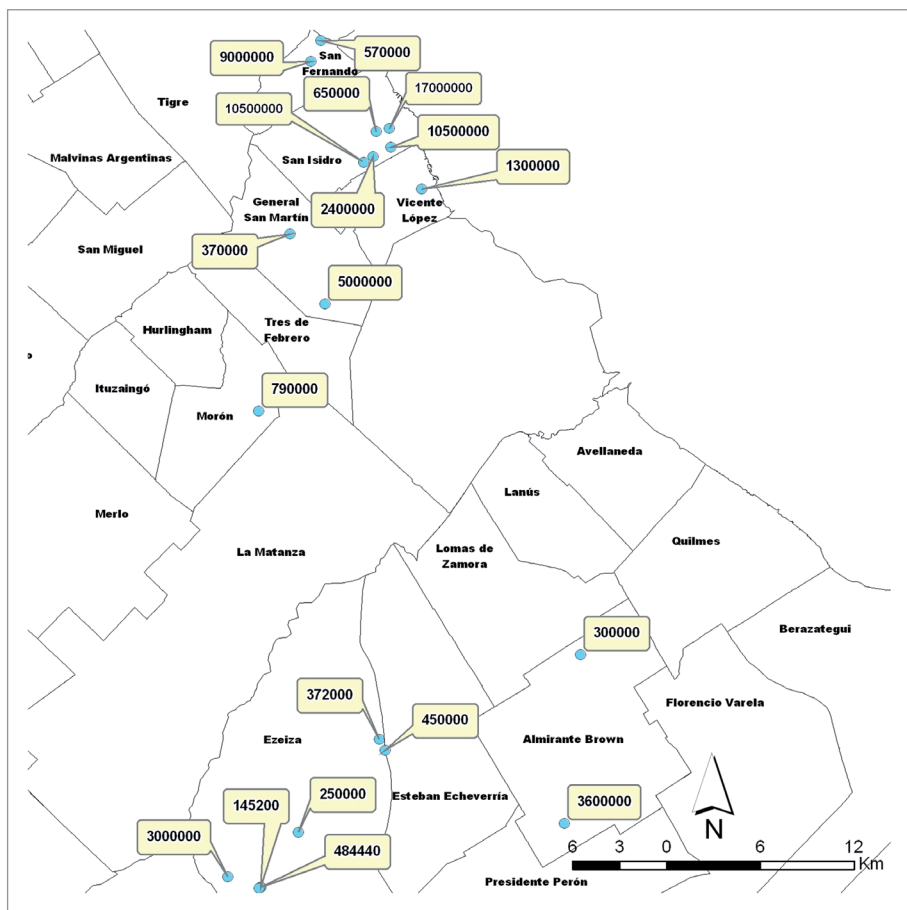 570000
9000000
San
Fernando
650000
17000000
Tigre
10500000
10500000
Malvinas Argentinas
San Isidro
1300000
General
San Martín
2400000
Vicente
López
San Miguel
370000
5000000
Hurlingham
Tres de
Febrero
o
Ituzaingó
790000
Morón
Avellaneda
Lanús
Merlo
La Matanza
Lomas de
Zamora
Quilmes
300000
Berazategui
372000
450000
Florencio Varela
Ezeiza
Almirante Brown
250000
145200
Esteban Echeverría
3600000
3000000
484440
N
6 3 0 6 12
Km
Presidente Perón